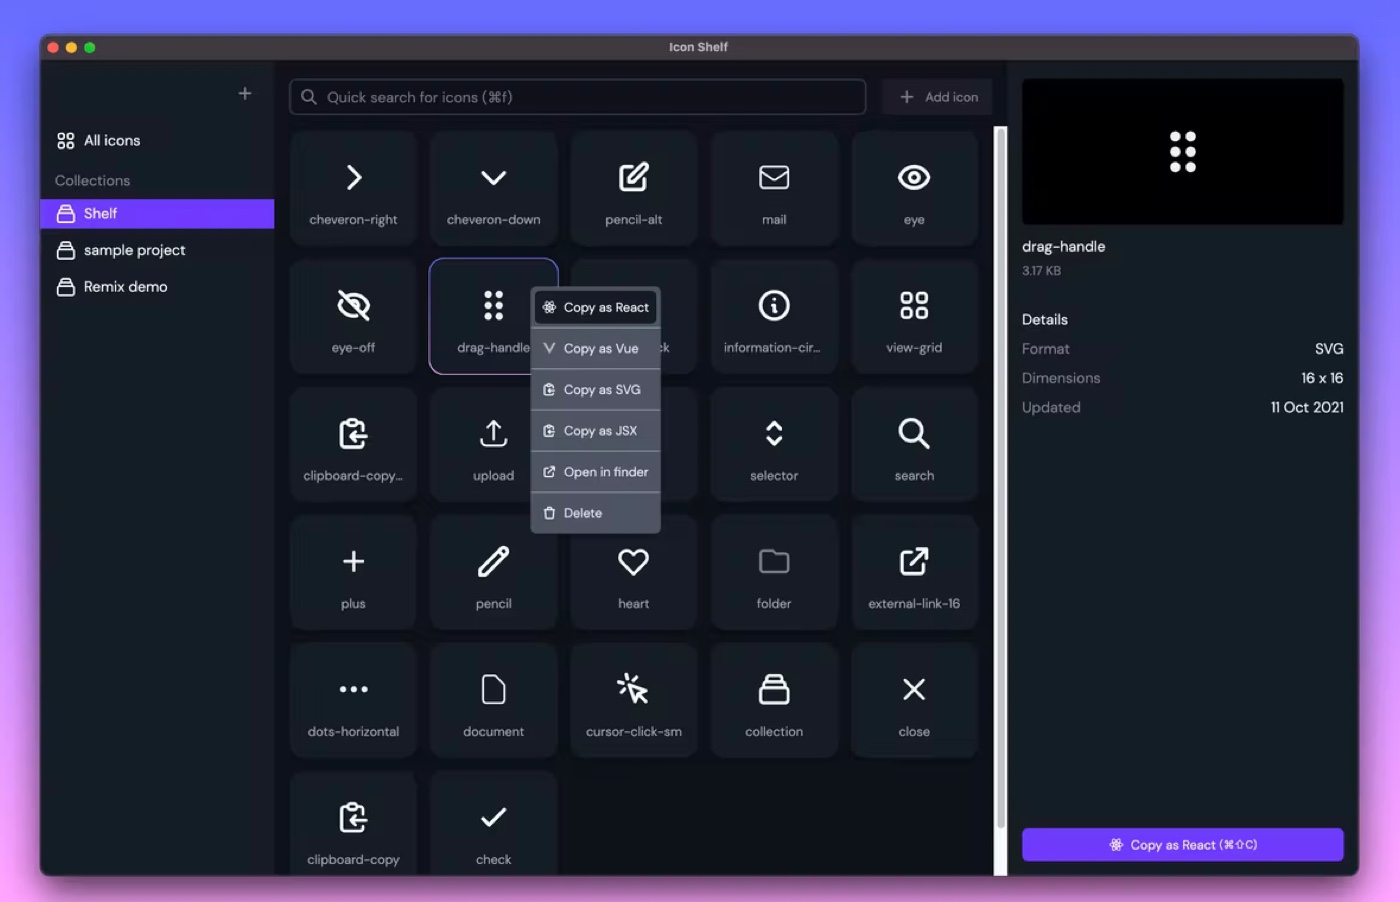 Icon Shelf
All icons
Collections
Shelf
sample project
Remix demo
Quick search for icons (⌘f)
Add icon
cheveron-right
cheveron-down
pencil-alt
mail
eye
eye-off
drag-handle
ck
information-cir...
view-grid
Copy as React
Copy as Vue
Copy as SVG
Copy as JSX
Open in finder
Delete
clipboard-copy...
upload
selector
search
plus
pencil
heart
folder
external-link-16
dots-horizontal
document
cursor-click-sm
collection
close
clipboard-copy
check
drag-handle
3.17 KB
Details
Format SVG
Dimensions 16 x 16
Updated 11 Oct 2021
Copy as React (⌘⇧C)